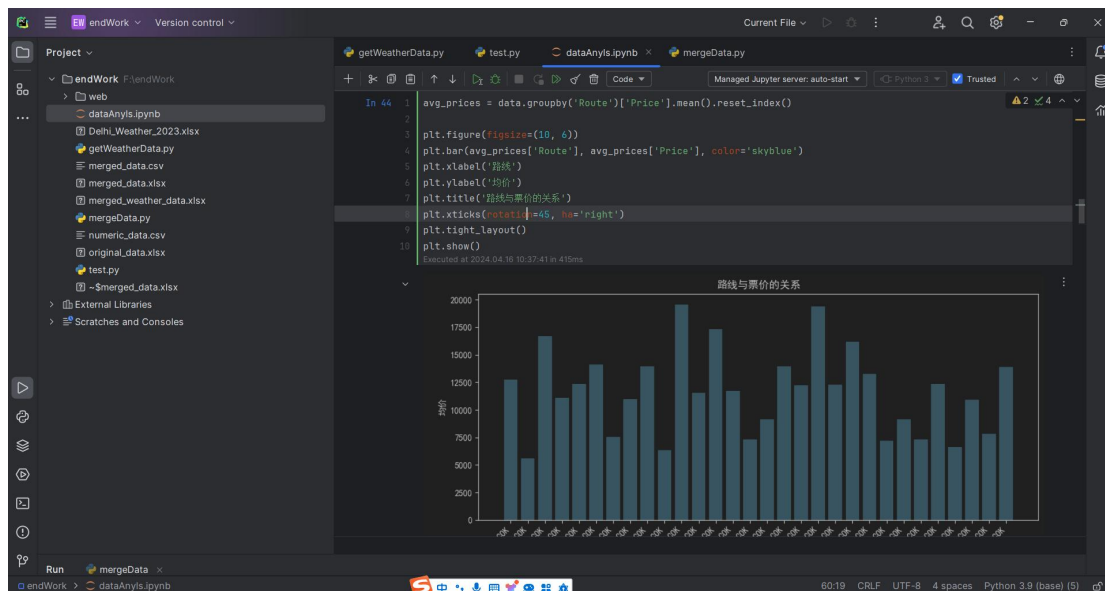 EW endWork Version control Current File
Project
getWeatherData.py test.py dataAnyls.ipynb mergeData.py
Code Managed Jupyter server: auto-start Python 3 Trusted
endWork F:\endWork
web
dataAnyls.ipynb
Delhi_Weather_2023.xlsx
getWeatherData.py
merged_data.csv
merged_data.xlsx
merged_weather_data.xlsx
mergeData.py
numeric_data.csv
original_data.xlsx
test.py
~$merged_data.xlsx
External Libraries
Scratches and Consoles
In 44
2 4
1 avg_prices = data.groupby('Route')['Price'].mean().reset_index()
2
3 plt.figure(figsize=(10, 6))
4 plt.bar(avg_prices['Route'], avg_prices['Price'], color='skyblue')
5 plt.xlabel('路线')
6 plt.ylabel('均价')
7 plt.title('路线与票价的关系')
plt.xticks(rotation=45, ha='right')
9 plt.tight_layout()
10 plt.show()
Executed at 2024.04.16 10:37:41 in 415ms
路线与票价的关系
20000
17500
15000
12500
10000
7500
5000
2500
0
均价
Run mergeData
endWork > dataAnyls.ipynb
中
60:19 CRLF UTF-8 4 spaces Python 3.9 (base) (5)